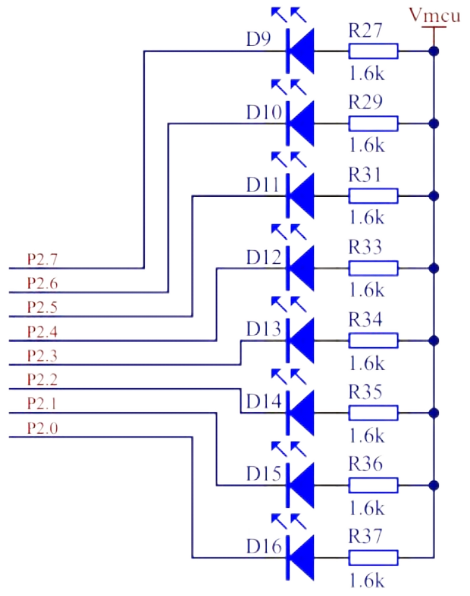 Vmcu
D9 R27
1.6k
D10 R29
1.6k
D11 R31
1.6k
P2.7
D12 R33
P2.6
1.6k
P2.5
D13 R34
P2.4
P2.3
1.6k
P2.2
D14 R35
P2.1
P2.0
1.6k
D15 R36
1.6k
D16 R37
1.6k